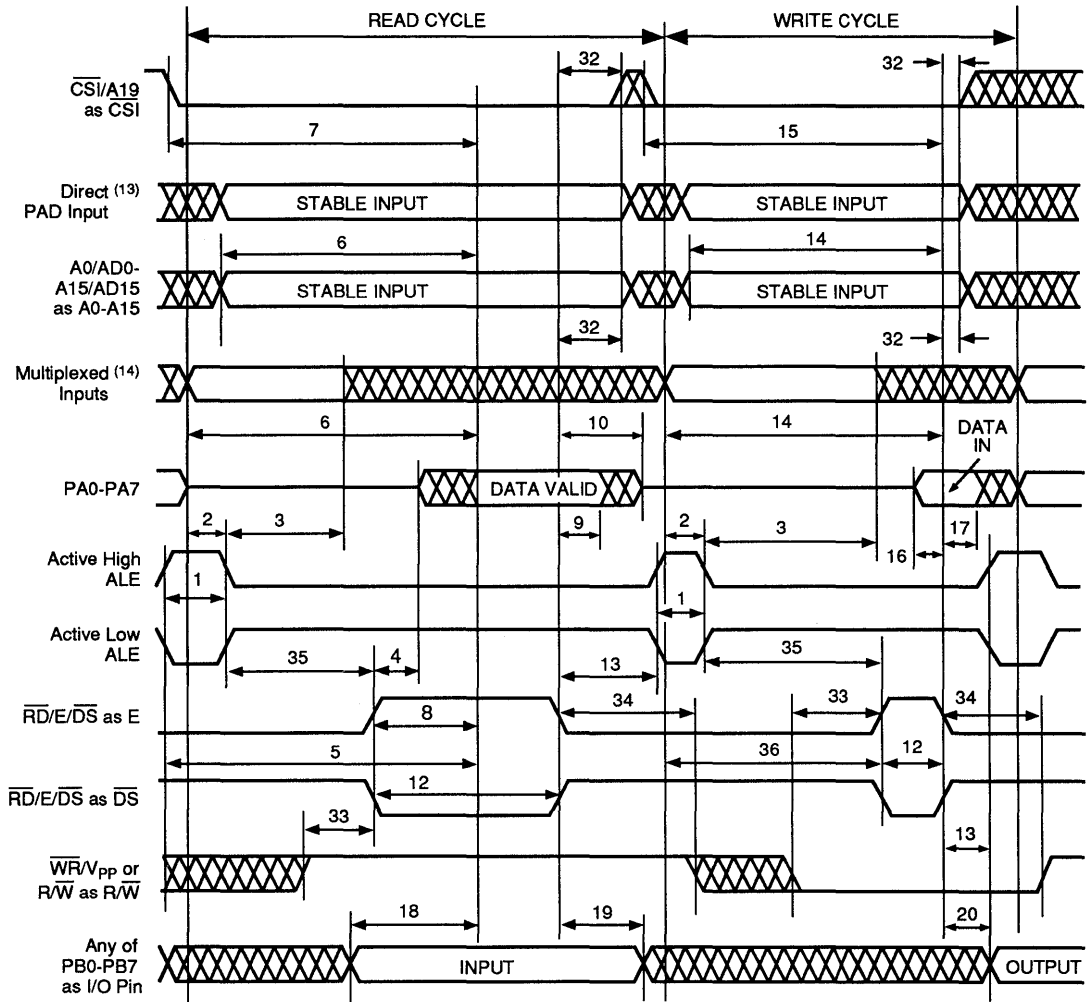 READ CYCLE WRITE CYCLE
32 32
CSI/A19
as CSI
7 15
Direct (13)
PAD Input
STABLE INPUT STABLE INPUT
6 14
A0/AD0-
A15/AD15
as A0-A15
STABLE INPUT STABLE INPUT
32 32
Multiplexed (14)
Inputs
6 10 14 DATA
IN
PA0-PA7 DATA VALID
2 3 9 2 3 17
16
Active High
ALE
1 1
Active Low
ALE
35 4 13 35
RD/E/DS as E
8 34 33 34
5 36 12
RD/E/DS as DS
12
33 13
WR/VPP or
R/W as R/W
18 19 20
Any of
PB0-PB7
as I/O Pin
INPUT OUTPUT